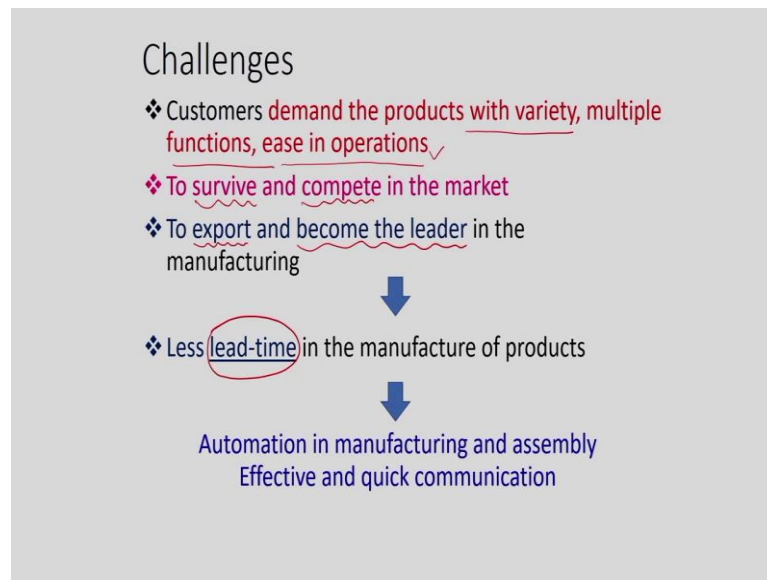 Challenges
❖ Customers demand the products with variety, multiple
functions, ease in operations
❖ To survive and compete in the market
❖ To export and become the leader in the
manufacturing
❖ Less lead-time in the manufacture of products
Automation in manufacturing and assembly
Effective and quick communication